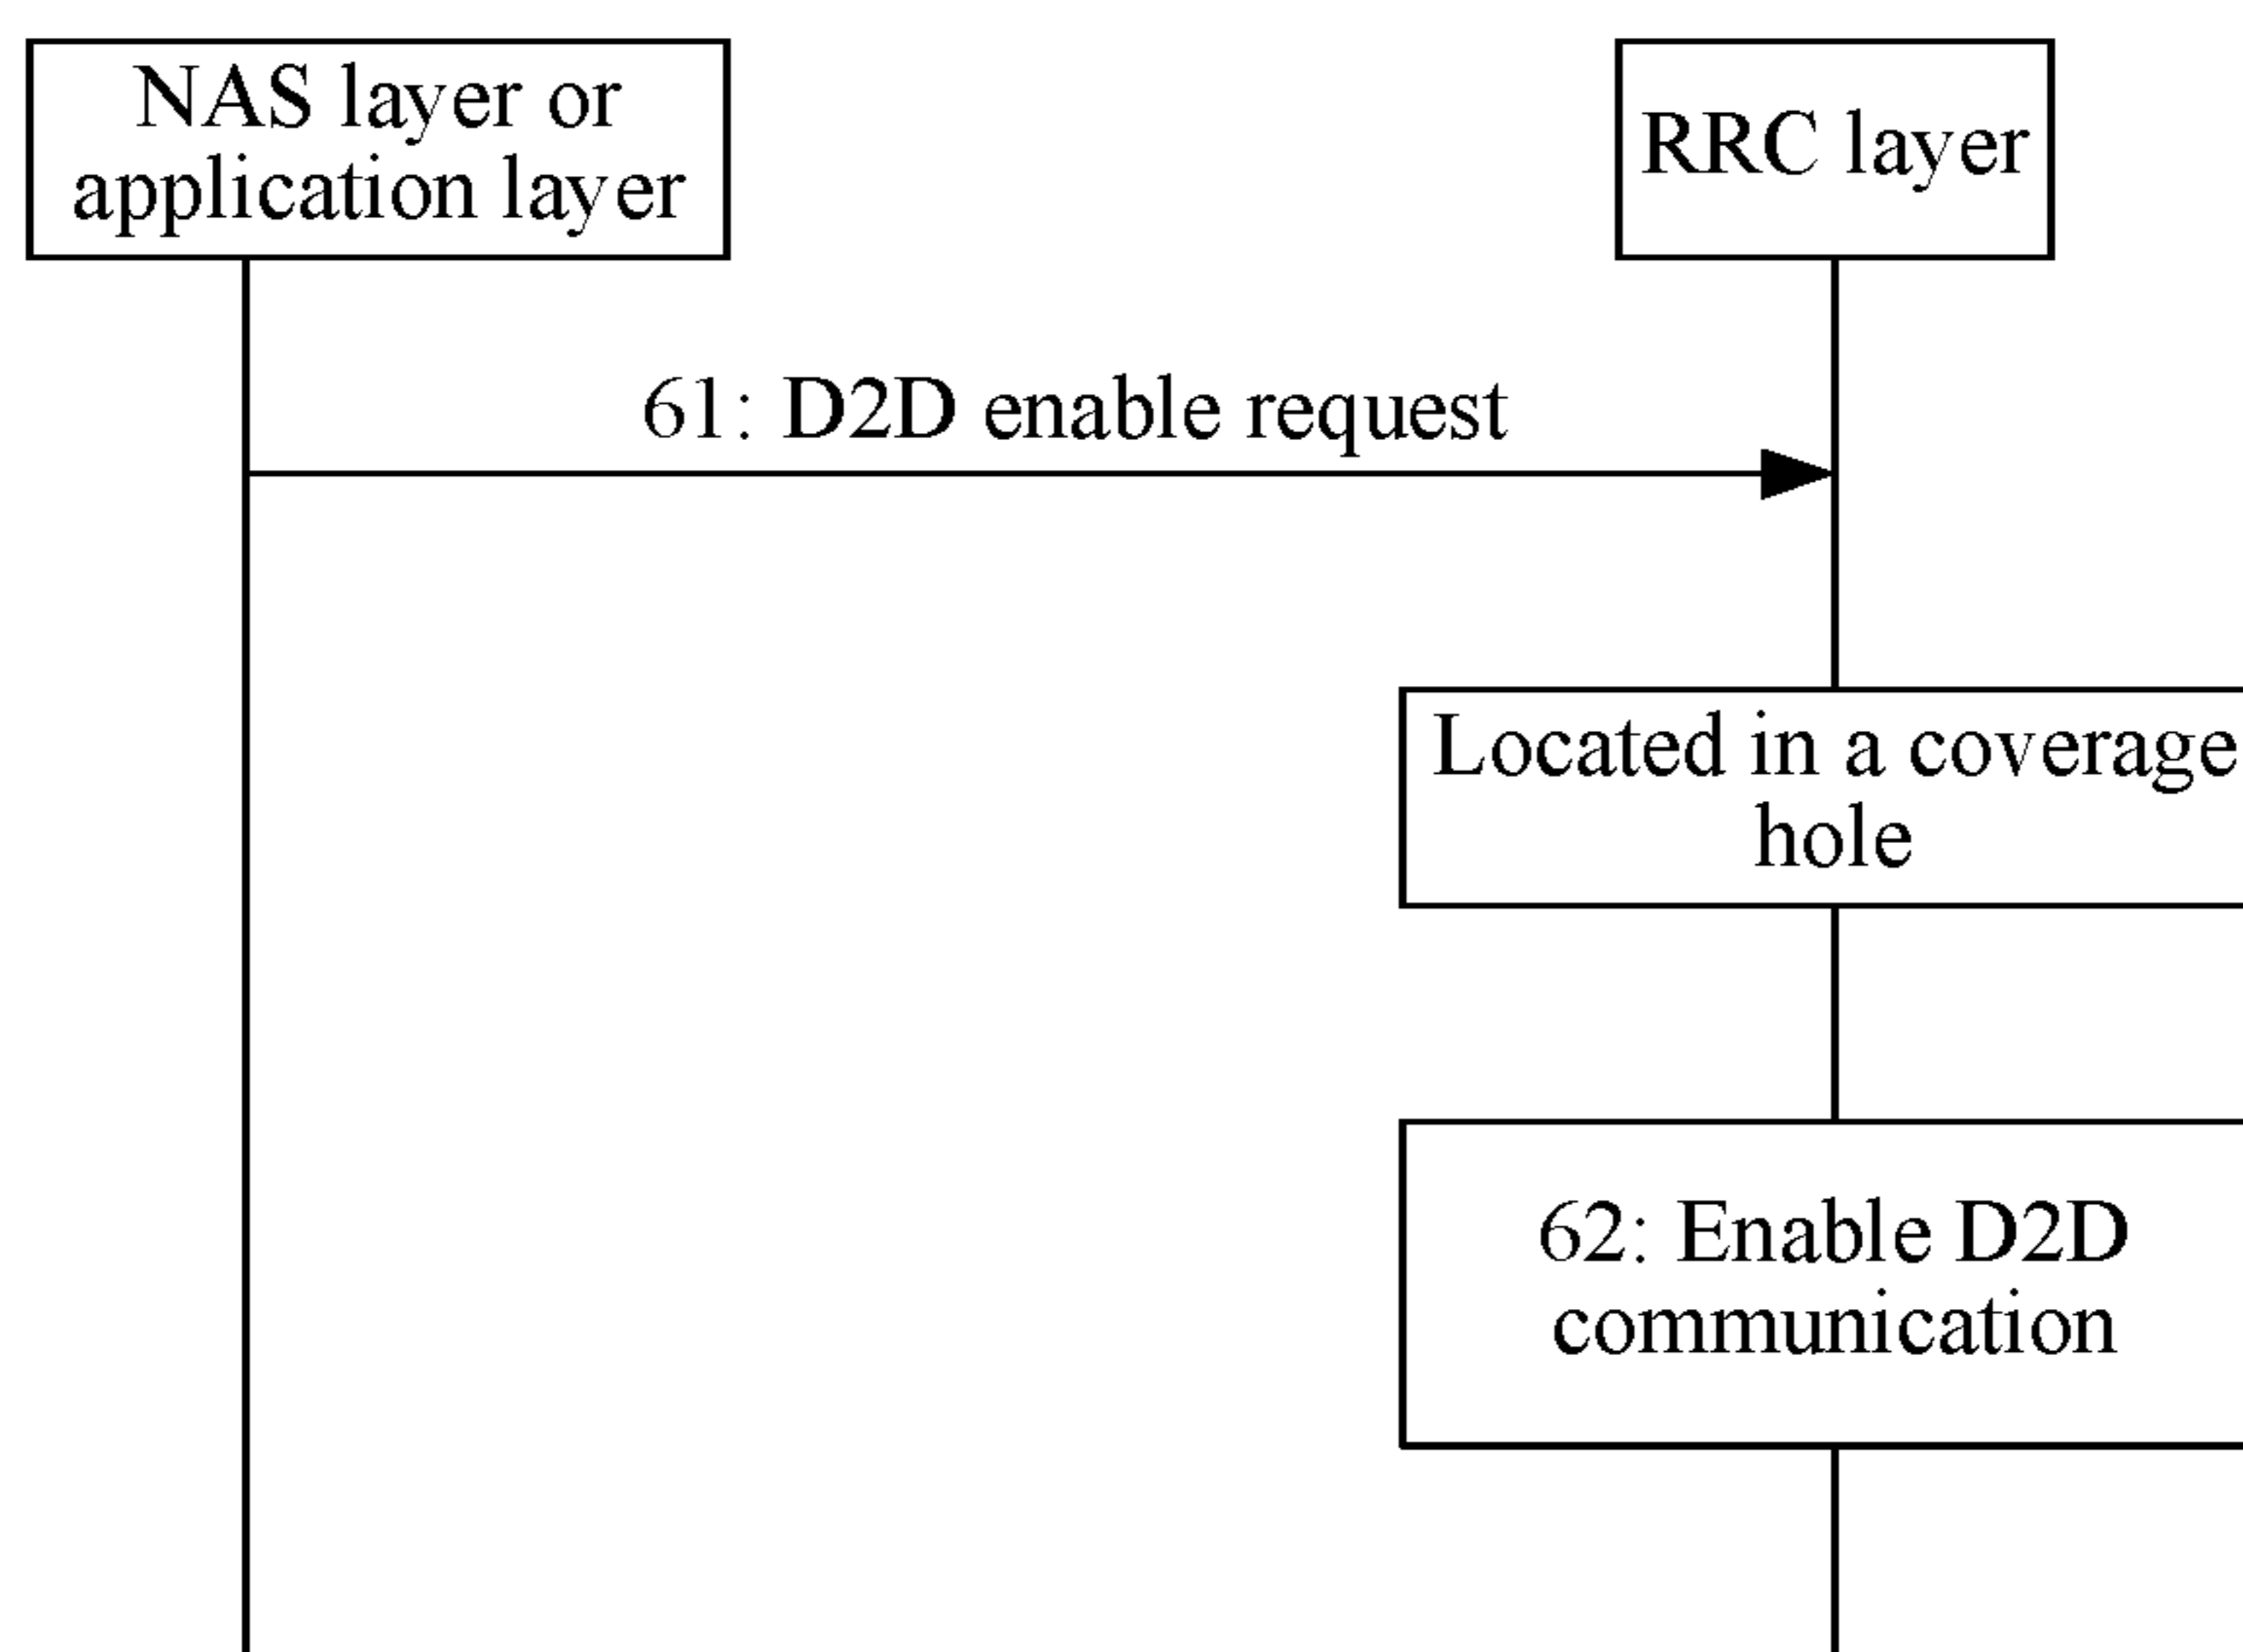 NAS layer or
application layer
RRC layer
61: D2D enable request
Located in a coverage
hole
62: Enable D2D
communication